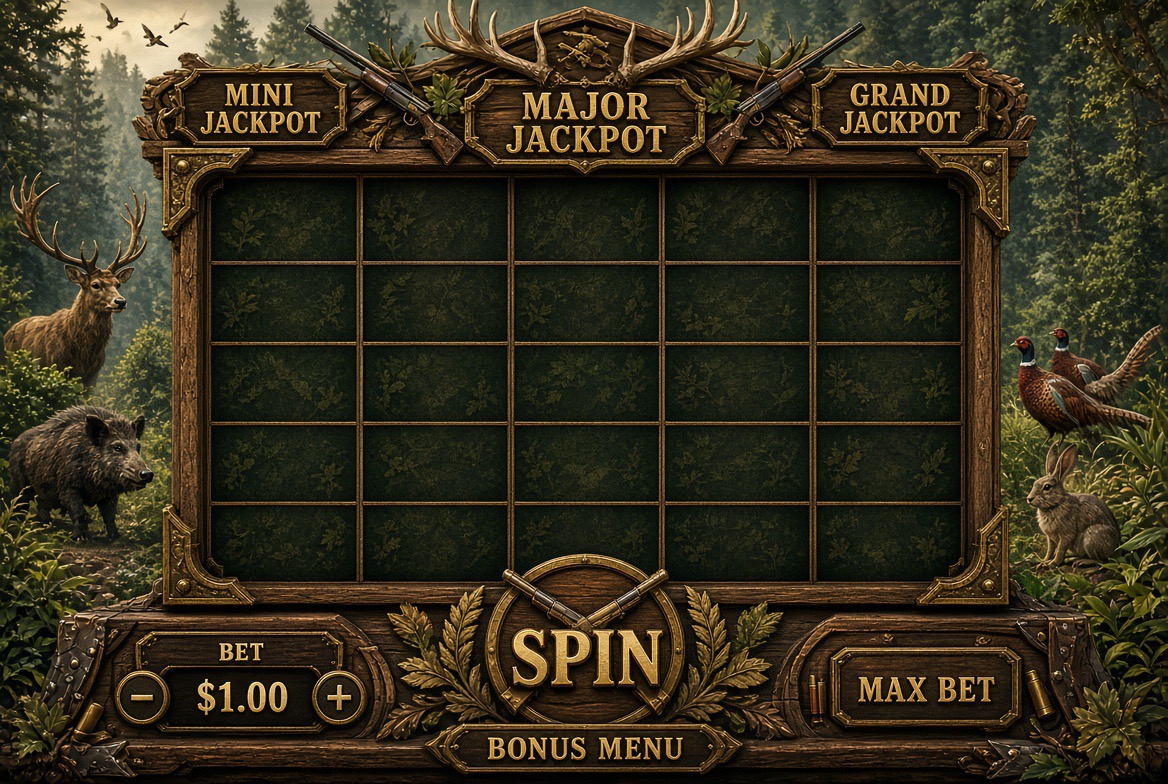 MINI
JACKPOT
MAJOR
JACKPOT
GRAND
JACKPOT
BET
− $1.00 +
SPIN
MAX BET
BONUS MENU